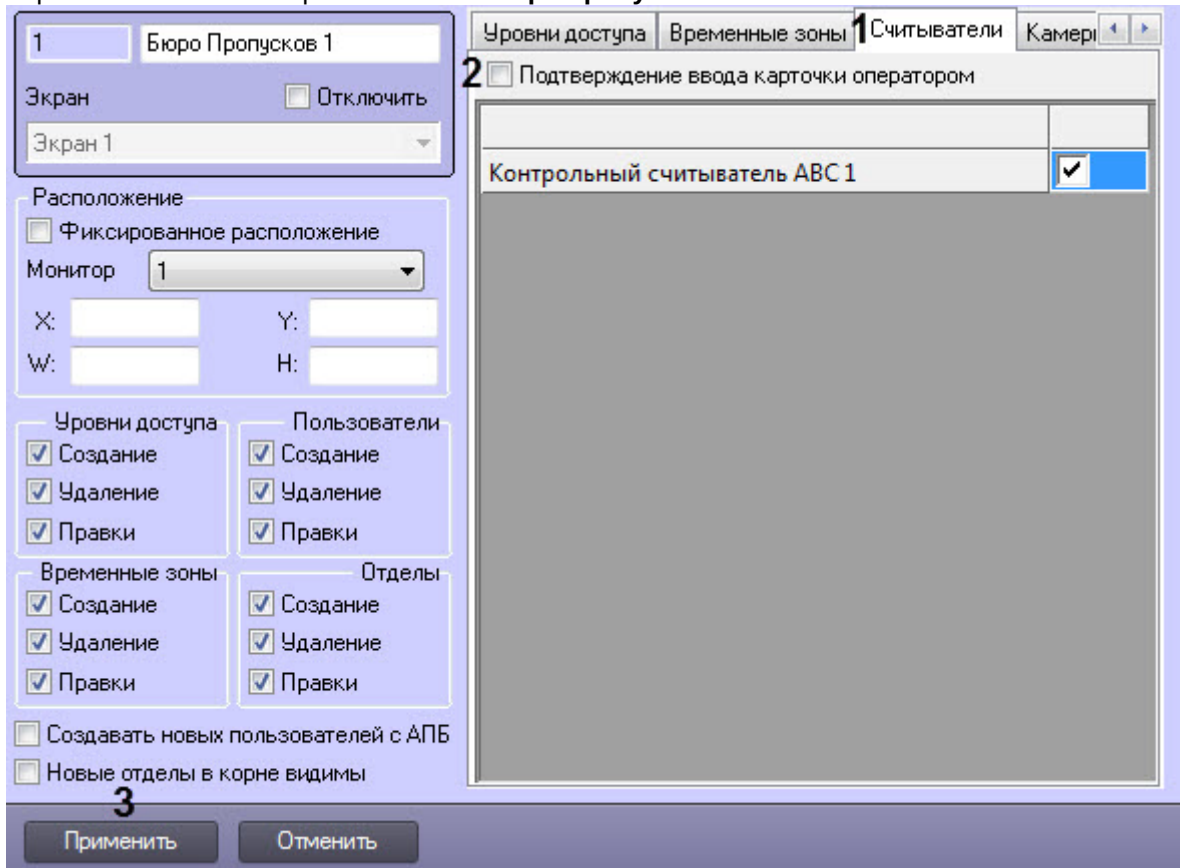 1 Бюро Пропусков 1
Экран Отключить
Экран 1
Расположение
Фиксированное расположение
Монитор 1
X: Y:
W: H:
Уровни доступа Пользователи
Создание Создание
Удаление Удаление
Правки Правки
Временные зоны Отделы
Создание Создание
Удаление Удаление
Правки Правки
Создавать новых пользователей с АПБ
Новые отделы в корне видимы
Уровни доступа Временные зоны 1 Считыватели
2 Подтверждение ввода карточки оператором
Контрольный считыватель ABC 1
3
Применить Отменить